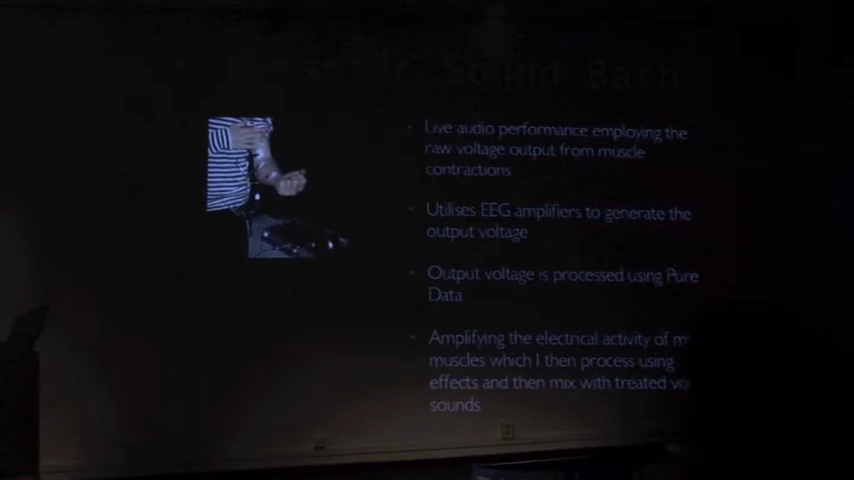 Sound Bath
Live audio performance employing the
raw voltage output from muscle
contractions
Utilises EEG amplifiers to generate the
output voltage
Output voltage is processed using Pure
Data
Amplifying the electrical activity of
muscles which I then process using
effects and then mix with treated
sounds